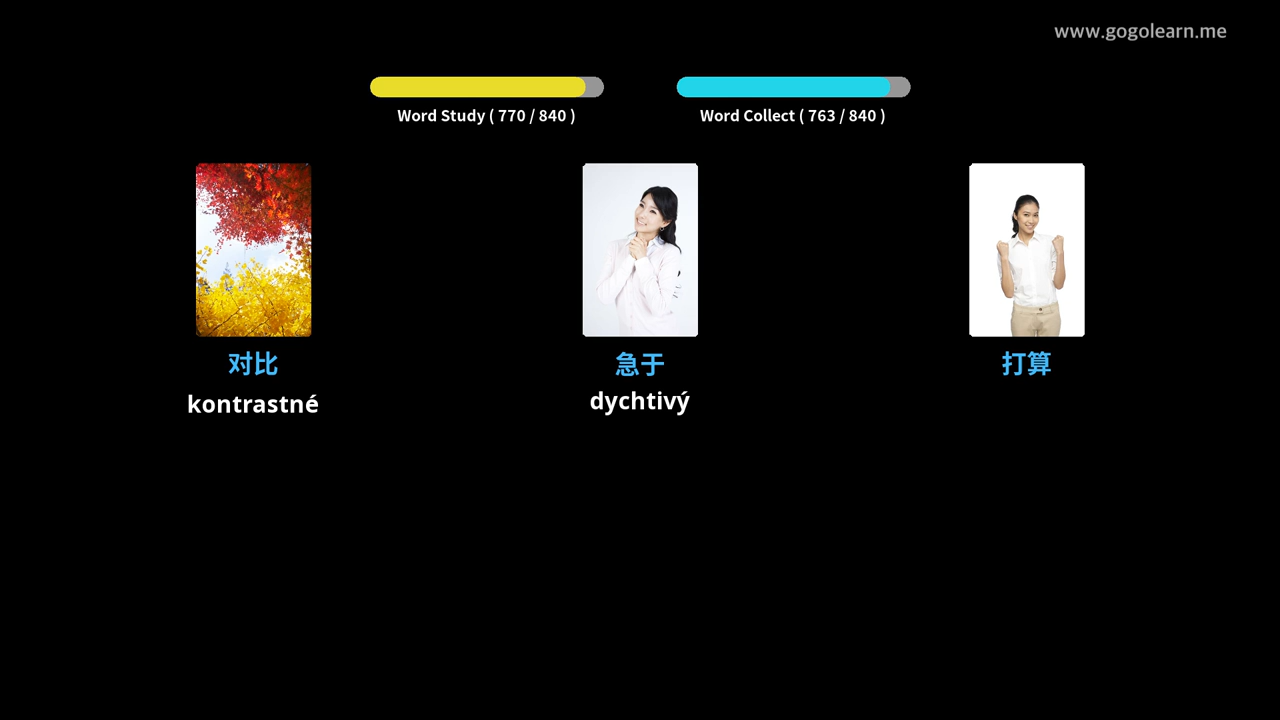 www.gogolearn.me
Word Study ( 770 / 840 )
Word Collect ( 763 / 840 )
对比
急于
打算
kontrastné
dychtivý